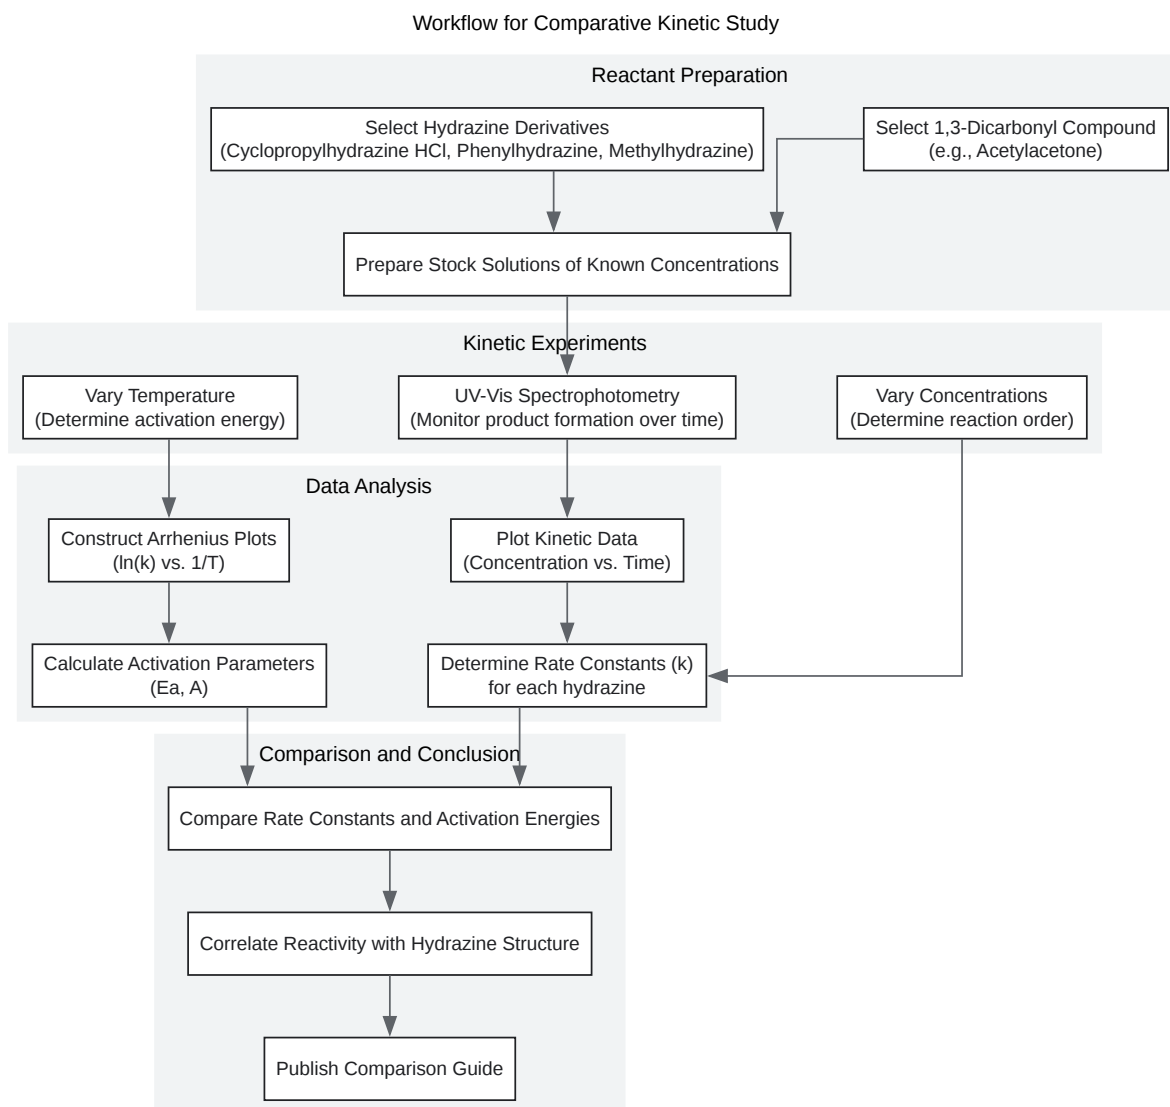 Workflow for Comparative Kinetic Study
Reactant Preparation
Select Hydrazine Derivatives
(Cyclopropylhydrazine HCl, Phenylhydrazine, Methylhydrazine)
Select 1,3-Dicarbonyl Compound
(e.g., Acetylacetone)
Prepare Stock Solutions of Known Concentrations
Kinetic Experiments
Vary Temperature
(Determine activation energy)
UV-Vis Spectrophotometry
(Monitor product formation over time)
Vary Concentrations
(Determine reaction order)
Data Analysis
Construct Arrhenius Plots
(ln(k) vs. 1/T)
Plot Kinetic Data
(Concentration vs. Time)
Calculate Activation Parameters
(Ea, A)
Determine Rate Constants (k)
for each hydrazine
Comparison and Conclusion
Compare Rate Constants and Activation Energies
Correlate Reactivity with Hydrazine Structure
Publish Comparison Guide